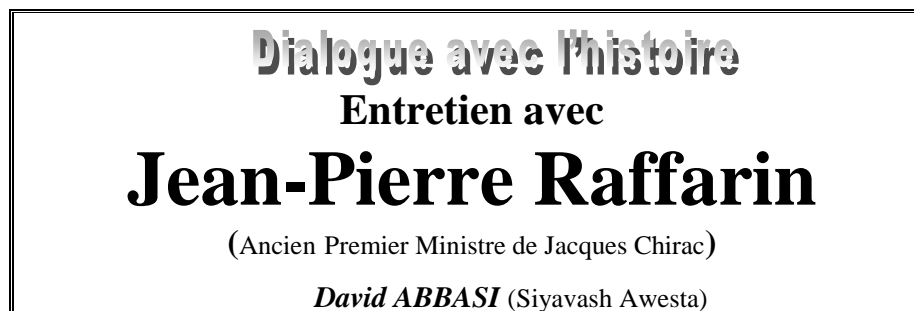 Dialogue avec l'histoire
Entretien avec
Jean-Pierre Raffarin
(Ancien Premier Ministre de Jacques Chirac)
David ABBASI (Siyavash Awesta)